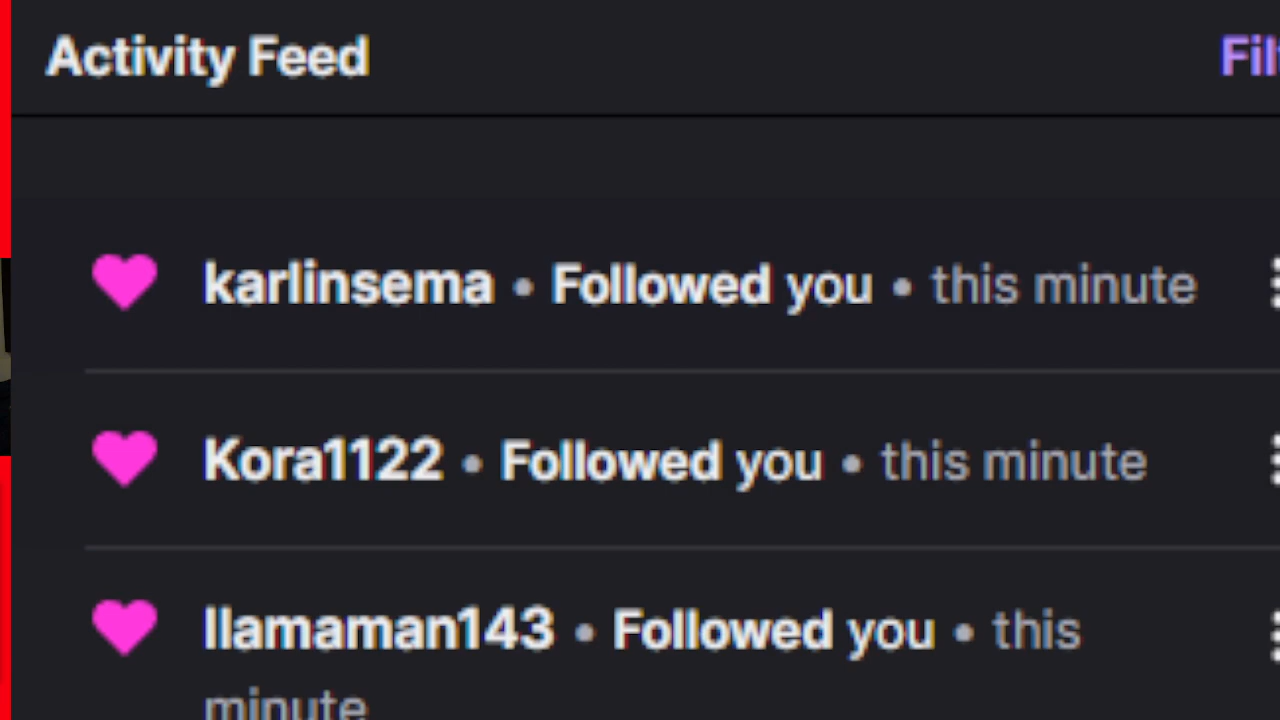 Activity Feed
karlinsema • Followed you • this minute
Kora1122 • Followed you • this minute
llamaman143 • Followed you • this
minute